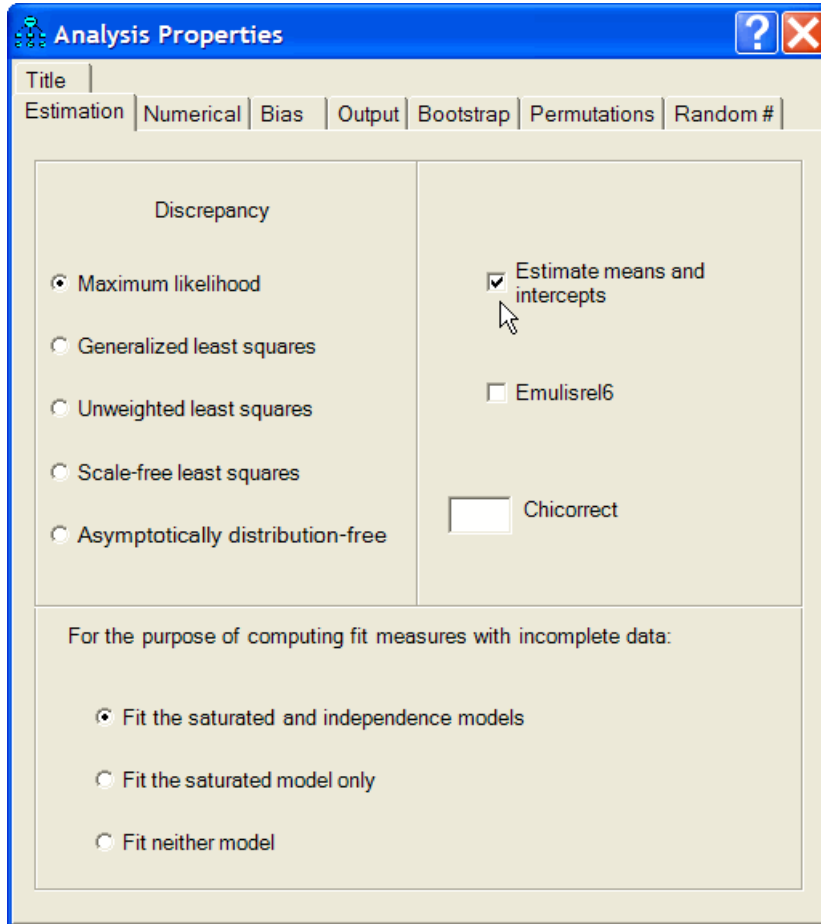 Analysis Properties
Title
Estimation Numerical Bias Output Bootstrap Permutations Random #
Discrepancy
Maximum likelihood
Generalized least squares
Unweighted least squares
Scale-free least squares
Asymptotically distribution-free
Estimate means and
intercepts
Emulisrel6
Chicorrect
For the purpose of computing fit measures with incomplete data:
Fit the saturated and independence models
Fit the saturated model only
Fit neither model